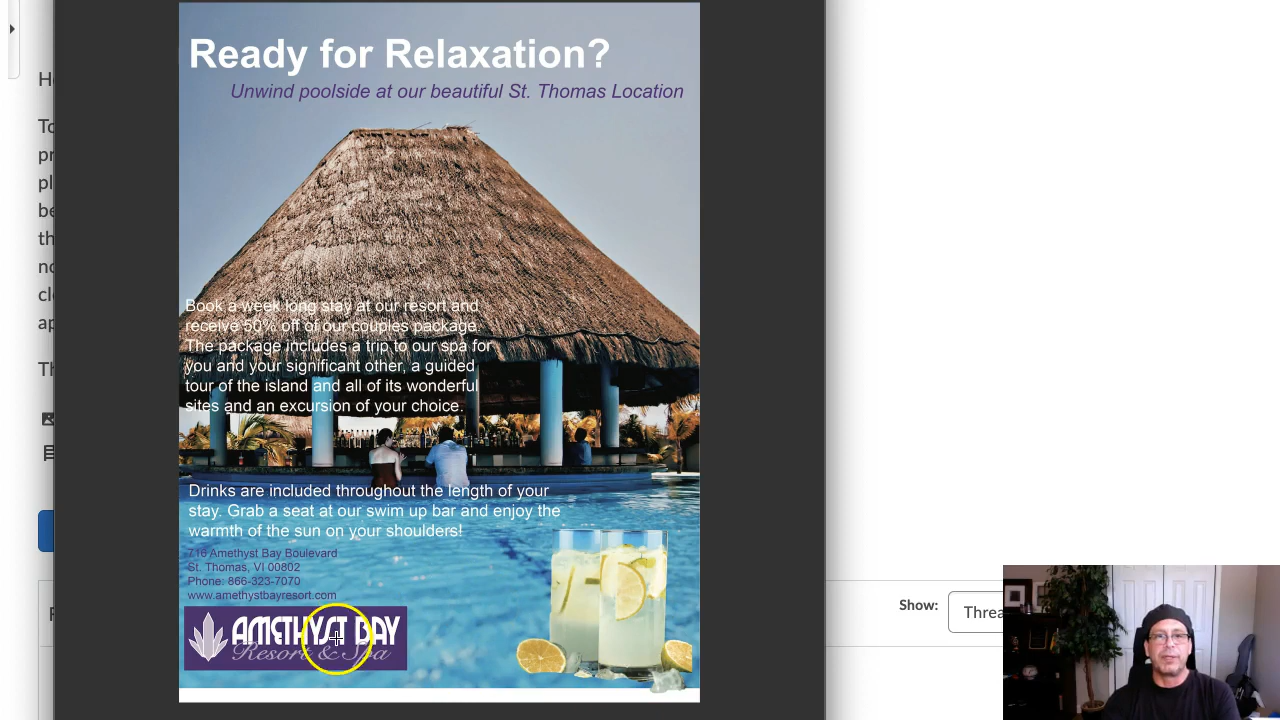 Ready for Relaxation?
Unwind poolside at our beautiful St. Thomas Location
Book a week long stay at our resort and
receive 50% off of our couples package.
The package includes a trip to our spa for
you and your significant other, a guided
tour of the island and all of its wonderful
sites and an excursion of your choice.
Drinks are included throughout the length of your
stay. Grab a seat at our swim up bar and enjoy the
warmth of the sun on your shoulders!
716 Amethyst Bay Boulevard
St. Thomas, VI 00802
Phone: 866-323-7070
www.amethystbayresort.com
AMETHYST BAY
Resort & Spa
Show: